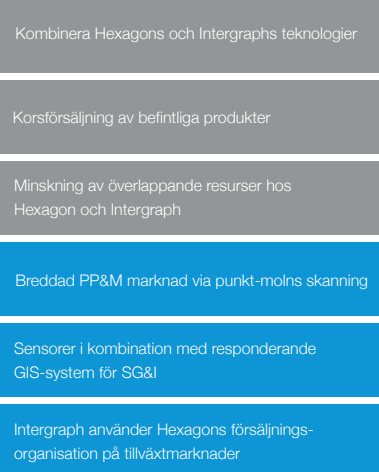 Kombinera Hexagons och Intergraphs teknologier
Korsförsäljning av befintliga produkter
Minskning av överlappande resurser hos
Hexagon och Intergraph
Breddad PP&M marknad via punkt-molns skanning
Sensorer i kombination med responderande
GIS-system för SG&I
Intergraph använder Hexagons försäljnings-
organisation på tillväxtmarknader